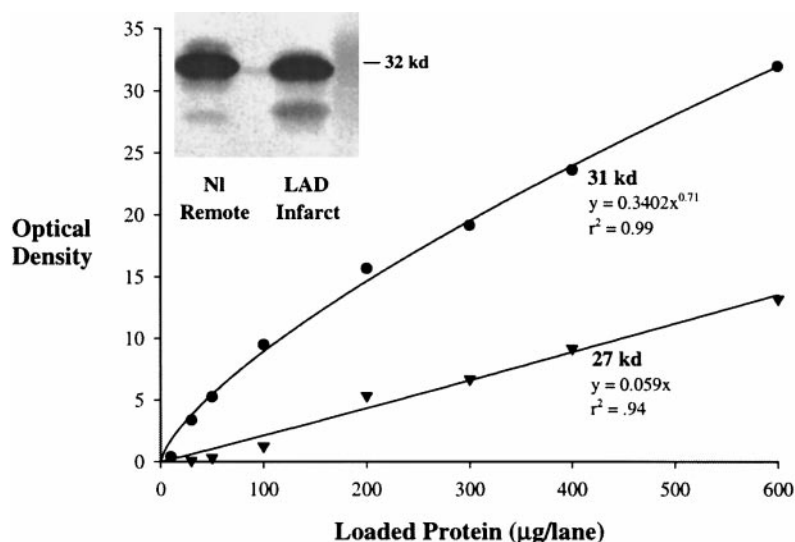 35
30
25
20
15
10
5
0
Optical
Density
32 kd
Nl
Remote
LAD
Infarct
31 kd
y = 0.3402x^0.71
r² = 0.99
27 kd
y = 0.059x
r² = .94
0 100 200 300 400 500 600
Loaded Protein (µg/lane)